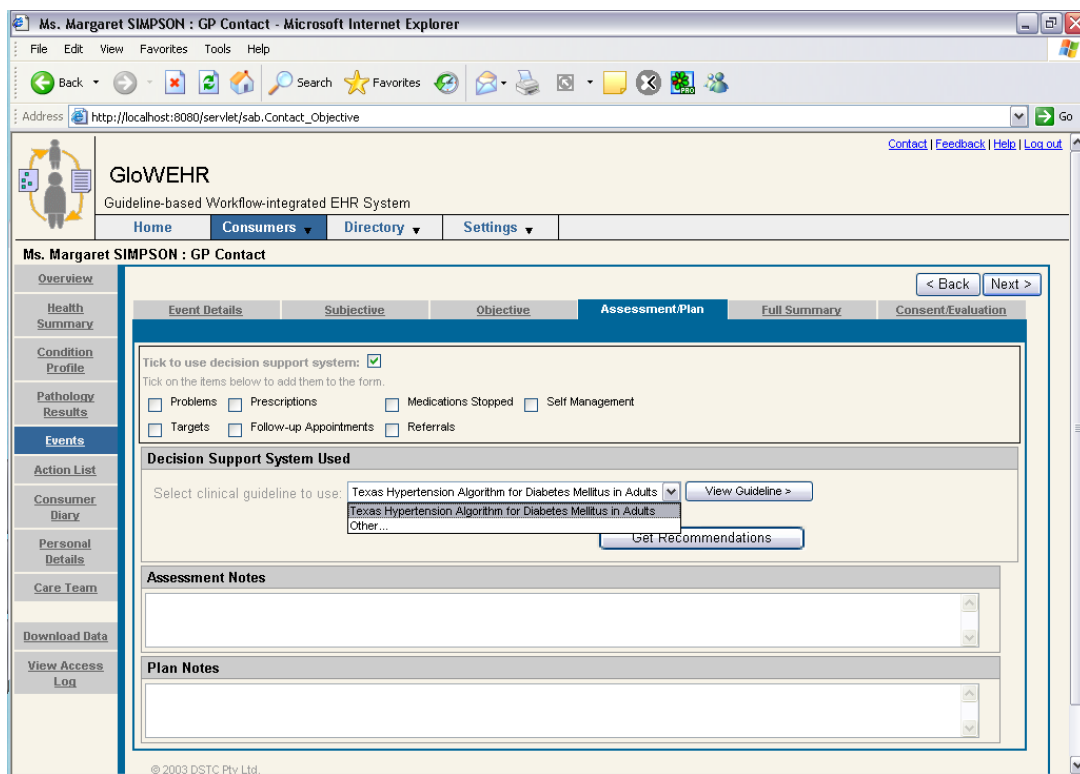 Ms. Margaret SIMPSON : GP Contact - Microsoft Internet Explorer
File Edit View Favorites Tools Help
Back Search Favorites PRO
Address http://localhost:8080/servlet/sab.Contact_Objective Go
Contact | Feedback | Help | Log out
GloWEHR
Guideline-based Workflow-integrated EHR System
Home Consumers Directory Settings
Ms. Margaret SIMPSON : GP Contact
Overview
Health
Summary
Condition
Profile
Pathology
Results
Events
Action List
Consumer
Diary
Personal
Details
Care Team
Download Data
View Access
Log
< Back Next >
Event Details Subjective Objective Assessment/Plan Full Summary Consent/Evaluation
Tick to use decision support system:
Tick on the items below to add them to the form.
Problems Prescriptions Medications Stopped Self Management
Targets Follow-up Appointments Referrals
Decision Support System Used
Select clinical guideline to use: Texas Hypertension Algorithm for Diabetes Mellitus in Adults View Guideline >
Texas Hypertension Algorithm for Diabetes Mellitus in Adults
Other...
Get Recommendations
Assessment Notes
Plan Notes
© 2003 DSTC Pty Ltd.